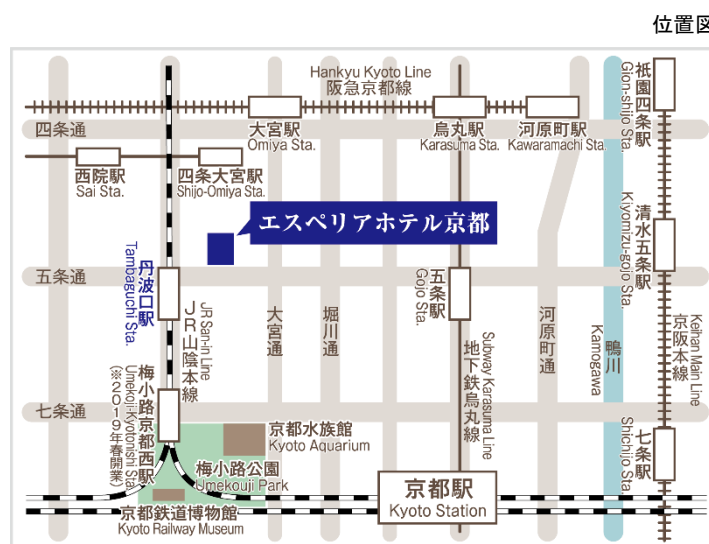 位置図
Hankyu Kyoto Line
阪急京都線
祇園四条駅
Gion-shijo Sta.
四条通
大宮駅
Omiya Sta.
烏丸駅
Karasuma Sta.
河原町駅
Kawaramachi Sta.
西院駅
Sai Sta.
四条大宮駅
Shijo-Omiya Sta.
エスペリアホテル京都
清水五条駅
Kiyomizu-gojo Sta.
五条通
丹波口駅
Tambaguchi Sta.
五条駅
Gojo Sta.
JR San-in Line
JR山陰本線
大宮通
堀川通
Subway Karasuma Line
地下鉄烏丸線
河原町通
鴨川
Kamogawa
Keihan Main Line
京阪本線
七条通
梅小路京都西駅
Umekoji-Kyotonishi Sta.
(※2019年春開業)
京都水族館
Kyoto Aquarium
七条駅
Shichijo Sta.
梅小路公園
Umekouji Park
京都駅
Kyoto Station
京都鉄道博物館
Kyoto Railway Museum